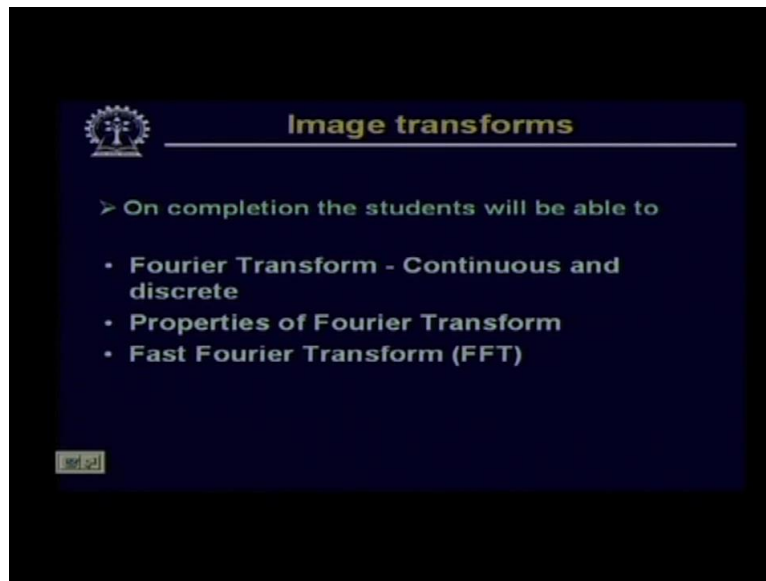 Image transforms
➢ On completion the students will be able to
• Fourier Transform - Continuous and
discrete
• Properties of Fourier Transform
• Fast Fourier Transform (FFT)